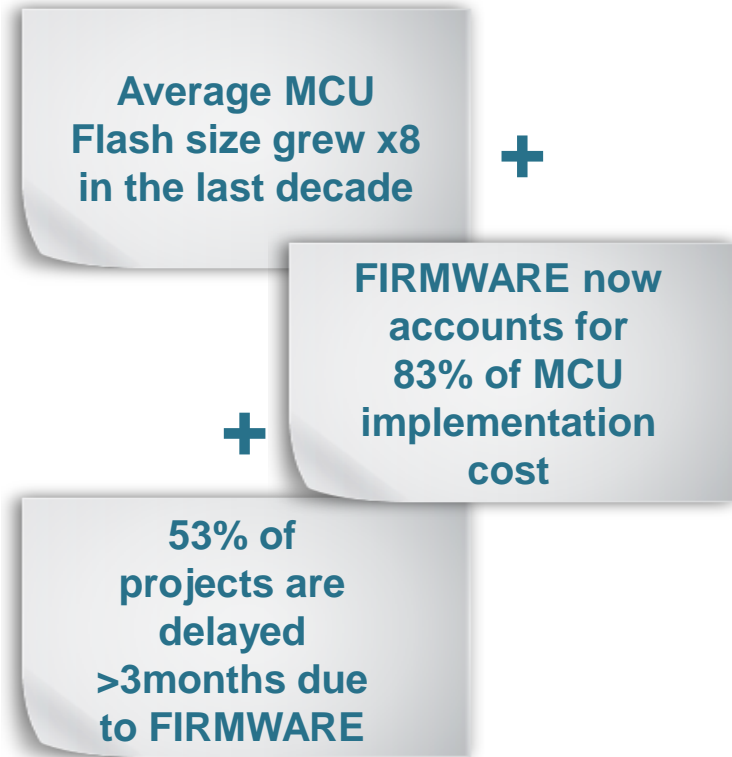 Average MCU
Flash size grew x8
in the last decade
+
FIRMWARE now
accounts for
83% of MCU
implementation
cost
+
53% of
projects are
delayed
>3months due
to FIRMWARE